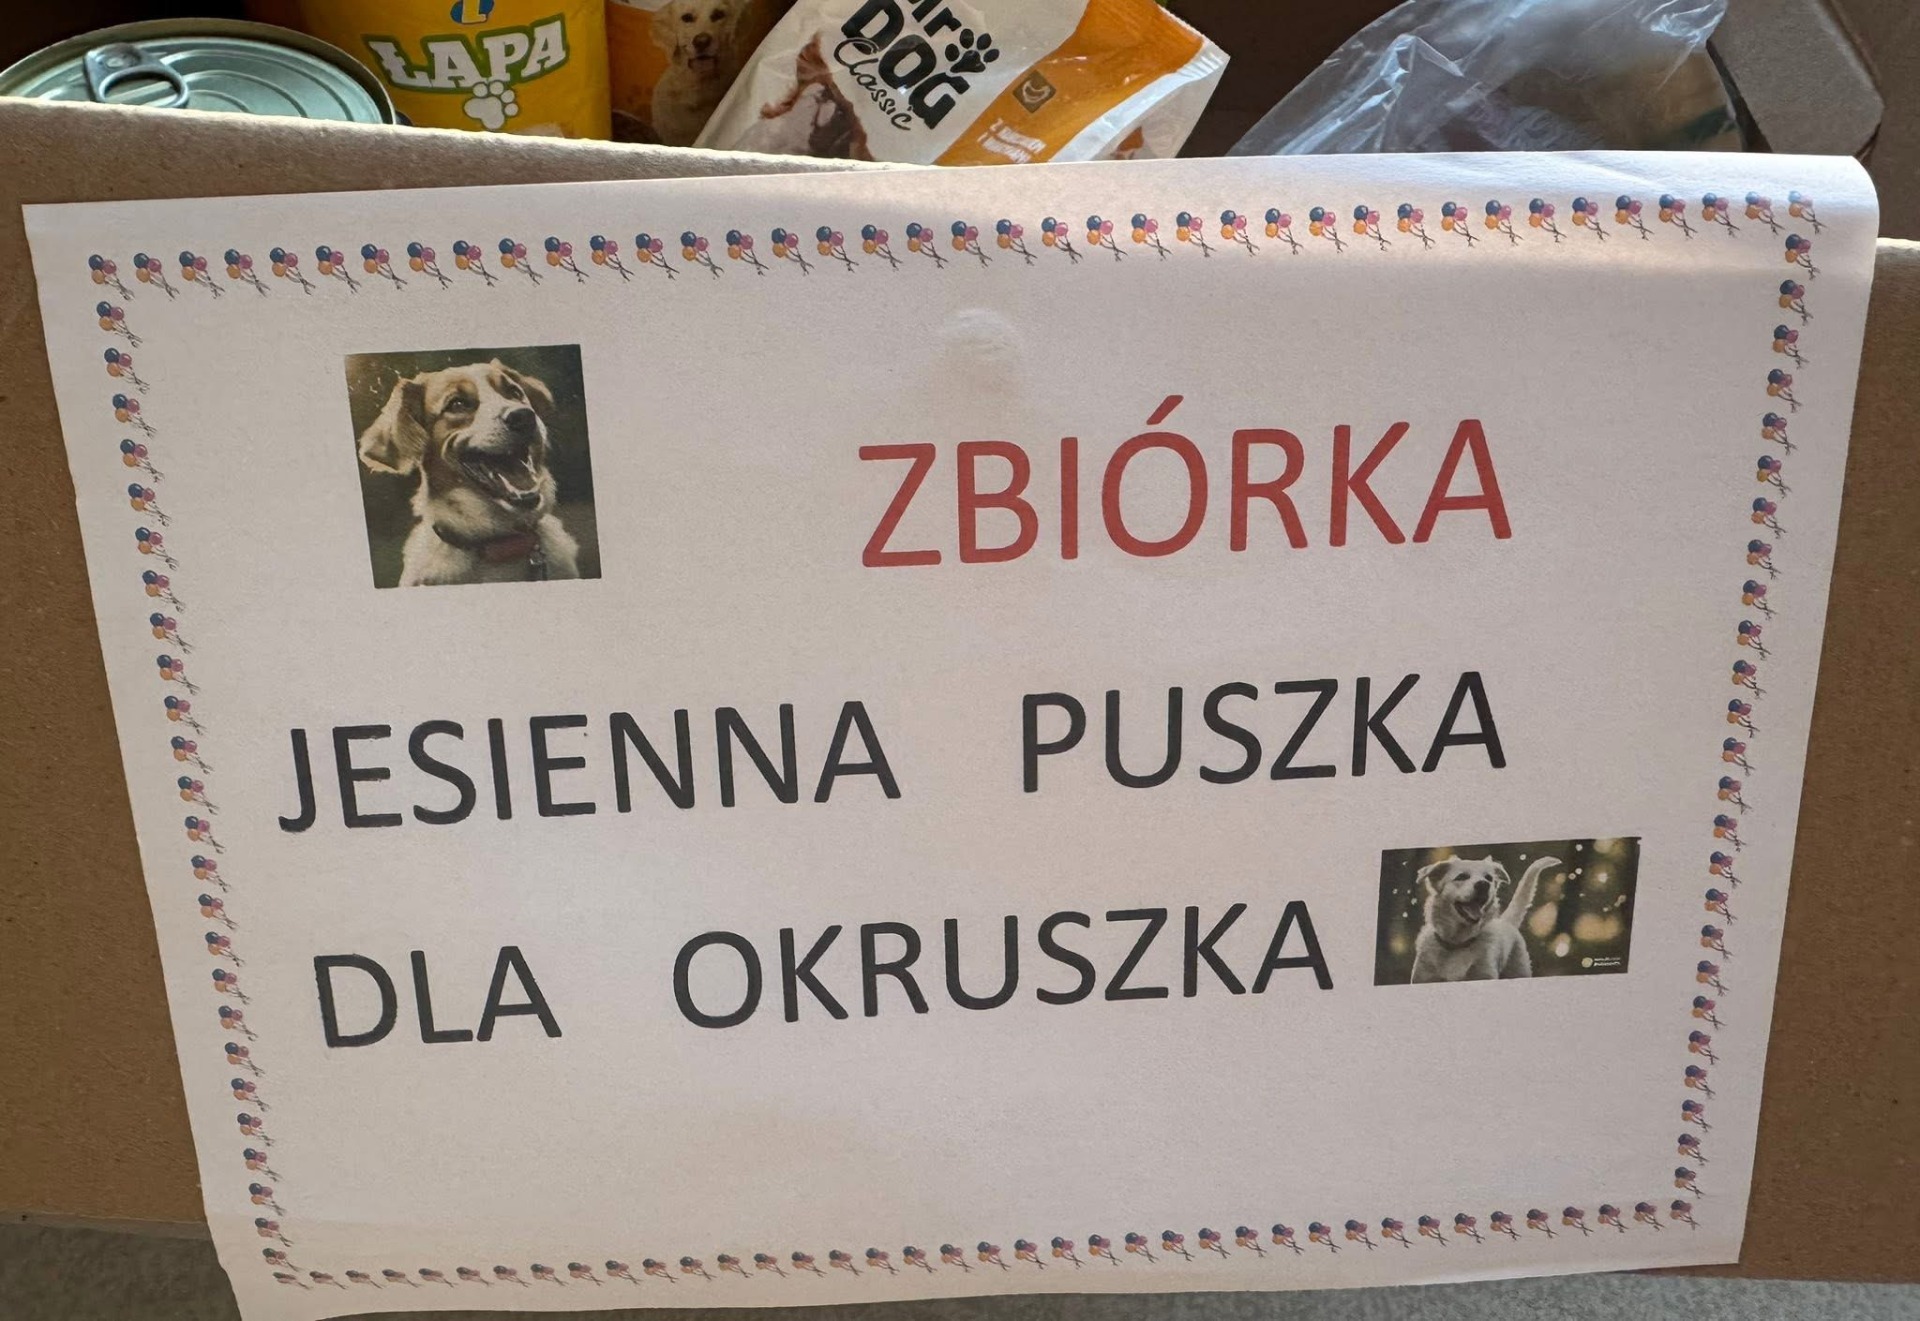 ŁAPA
DOG
Classic
ZBIÓRKA
JESIENNA PUSZKA
DLA OKRUSZKA